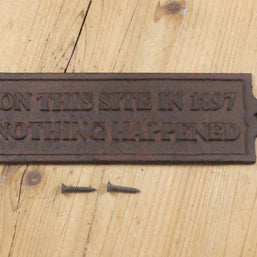 ON THIS SITE IN 1897
NOTHING HAPPENED